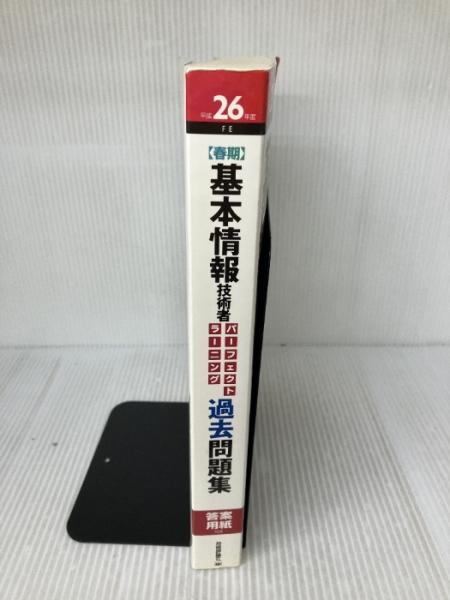 平成26年度
FE
【春期】
基本情報
技術者
パーフェクト
ラーニング
過去問題集
答案
用紙